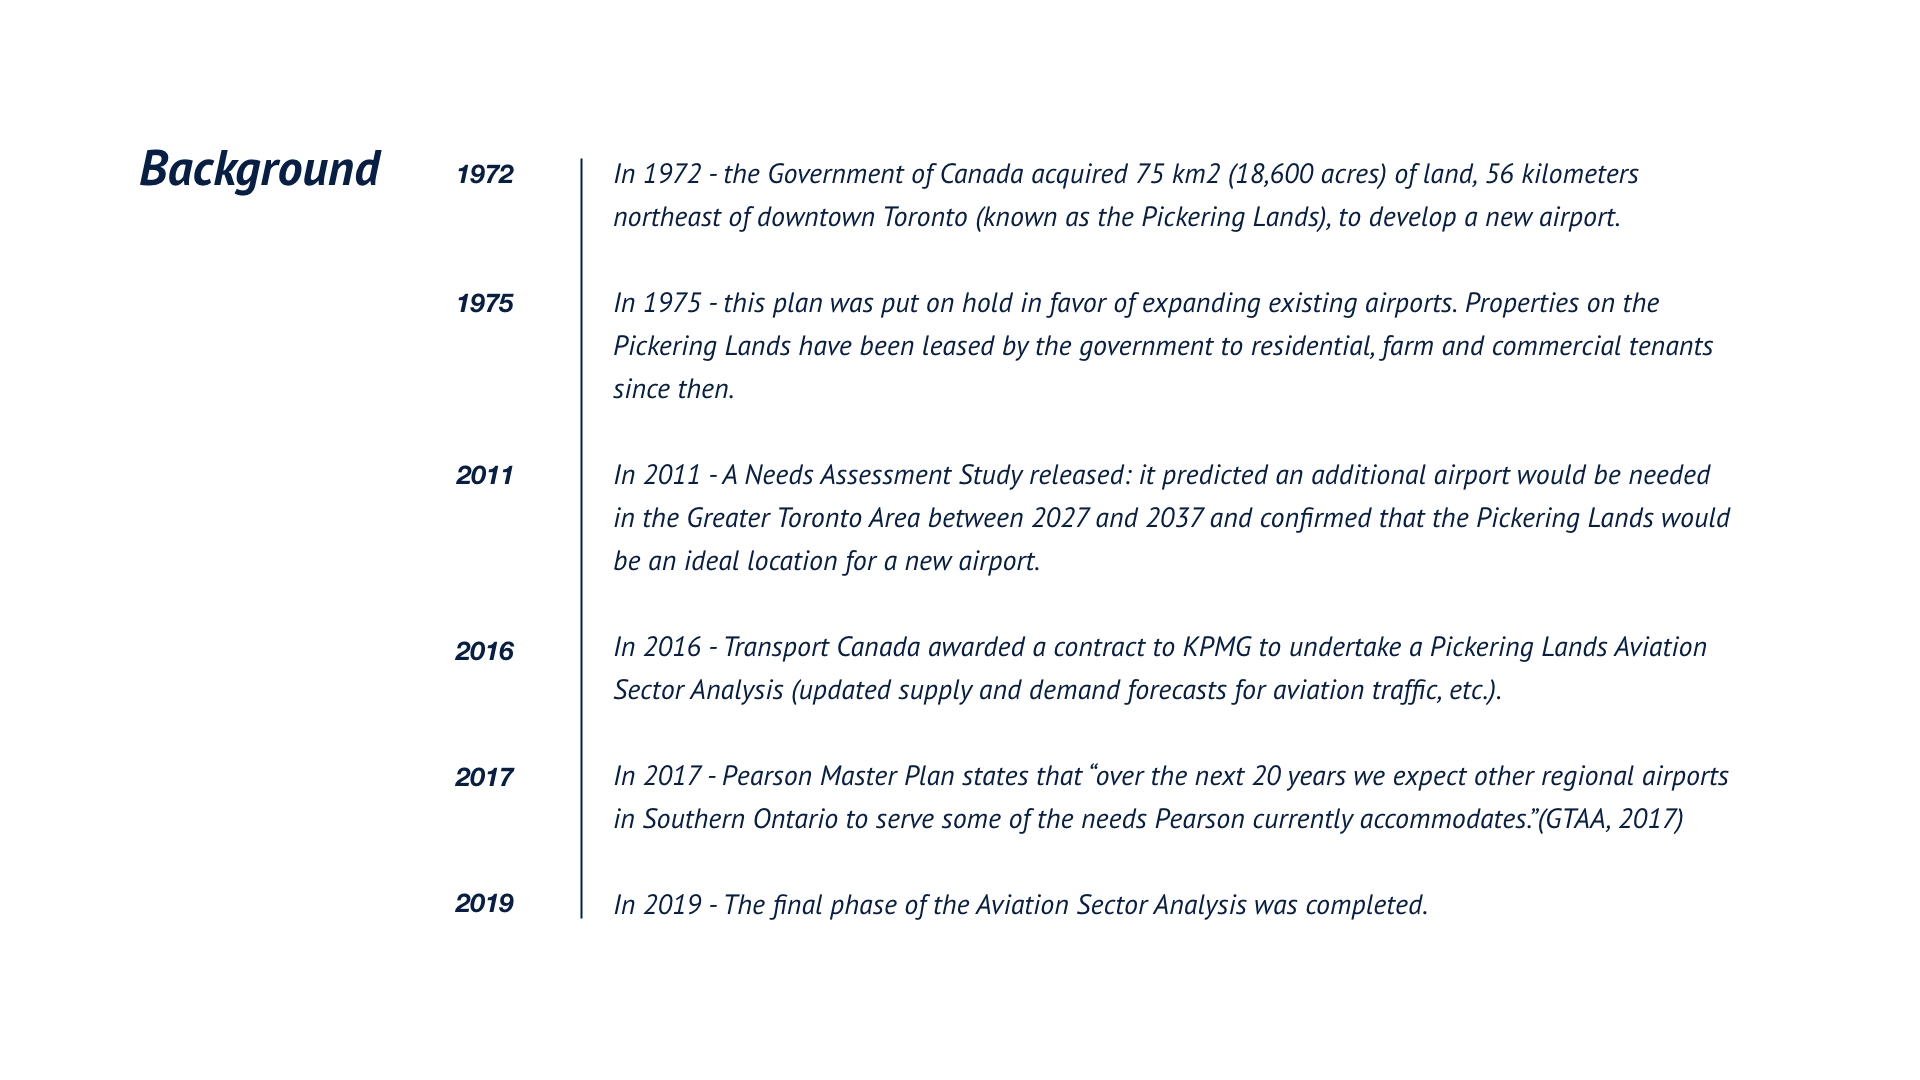 Background
1972
In 1972 - the Government of Canada acquired 75 km2 (18,600 acres) of land, 56 kilometers
northeast of downtown Toronto (known as the Pickering Lands), to develop a new airport.
1975
In 1975 - this plan was put on hold in favor of expanding existing airports. Properties on the
Pickering Lands have been leased by the government to residential, farm and commercial tenants
since then.
2011
In 2011 - A Needs Assessment Study released: it predicted an additional airport would be needed
in the Greater Toronto Area between 2027 and 2037 and confirmed that the Pickering Lands would
be an ideal location for a new airport.
2016
In 2016 - Transport Canada awarded a contract to KPMG to undertake a Pickering Lands Aviation
Sector Analysis (updated supply and demand forecasts for aviation traffic, etc.).
2017
In 2017 - Pearson Master Plan states that “over the next 20 years we expect other regional airports
in Southern Ontario to serve some of the needs Pearson currently accommodates.”(GTAA, 2017)
2019
In 2019 - The final phase of the Aviation Sector Analysis was completed.